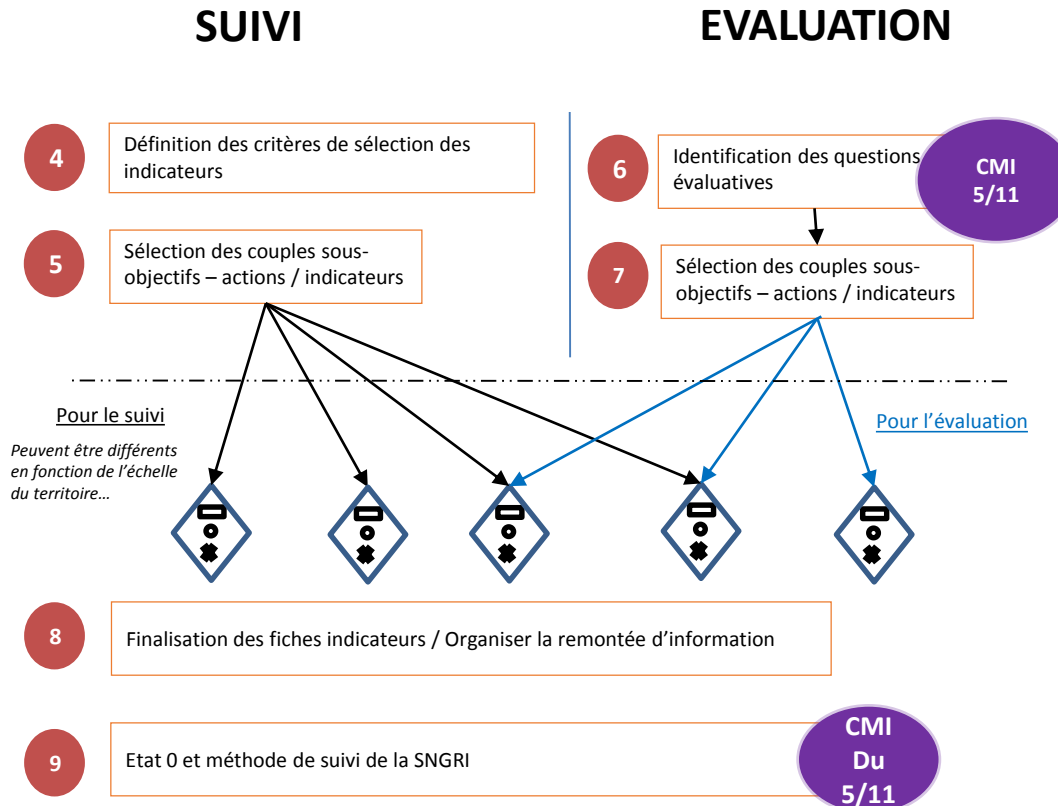 SUIVI
EVALUATION
4
Définition des critères de sélection des
indicateurs
6
Identification des questions
évaluatives
CMI
5/11
5
Sélection des couples sous-
objectifs – actions / indicateurs
7
Sélection des couples sous-
objectifs – actions / indicateurs
Pour le suivi
Peuvent être différents
en fonction de l'échelle
du territoire…
Pour l'évaluation
8
Finalisation des fiches indicateurs / Organiser la remontée d'information
9
Etat 0 et méthode de suivi de la SNGRI
CMI
Du
5/11